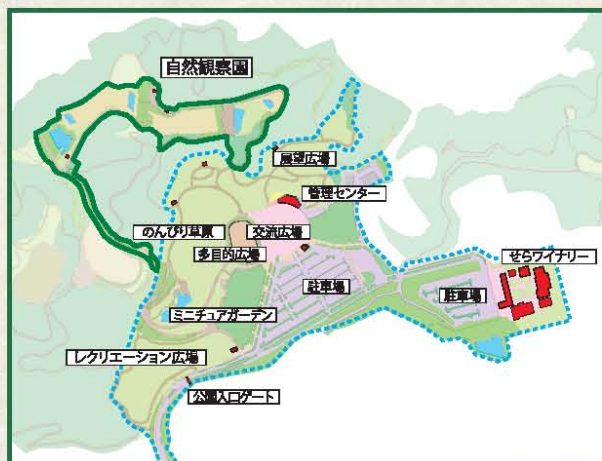 自然観察園
展望広場
管理センター
のんびり草原
交流広場
多目的広場
せらワイナリー
駐車場
駐車場
ミニチュアガーデン
レクリエーション広場
公園入口ゲート